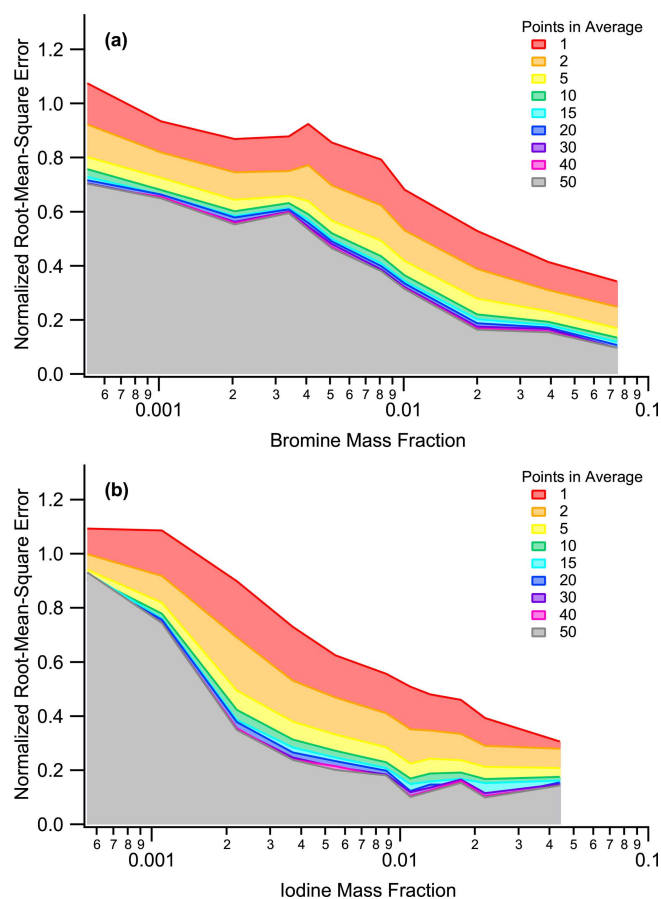 (a)
Points in Average
1
2
5
10
15
20
30
40
50
Normalized Root-Mean-Square Error
1.2
1.0
0.8
0.6
0.4
0.2
0.0
6 7 8 9 2 3 4 5 6 7 8 9 2 3 4 5 6 7 8 9
0.001 0.01 0.1
Bromine Mass Fraction
(b)
Points in Average
1
2
5
10
15
20
30
40
50
Normalized Root-Mean-Square Error
1.2
1.0
0.8
0.6
0.4
0.2
0.0
6 7 8 9 2 3 4 5 6 7 8 9 2 3 4 5 6 7 8 9
0.001 0.01 0.1
Iodine Mass Fraction